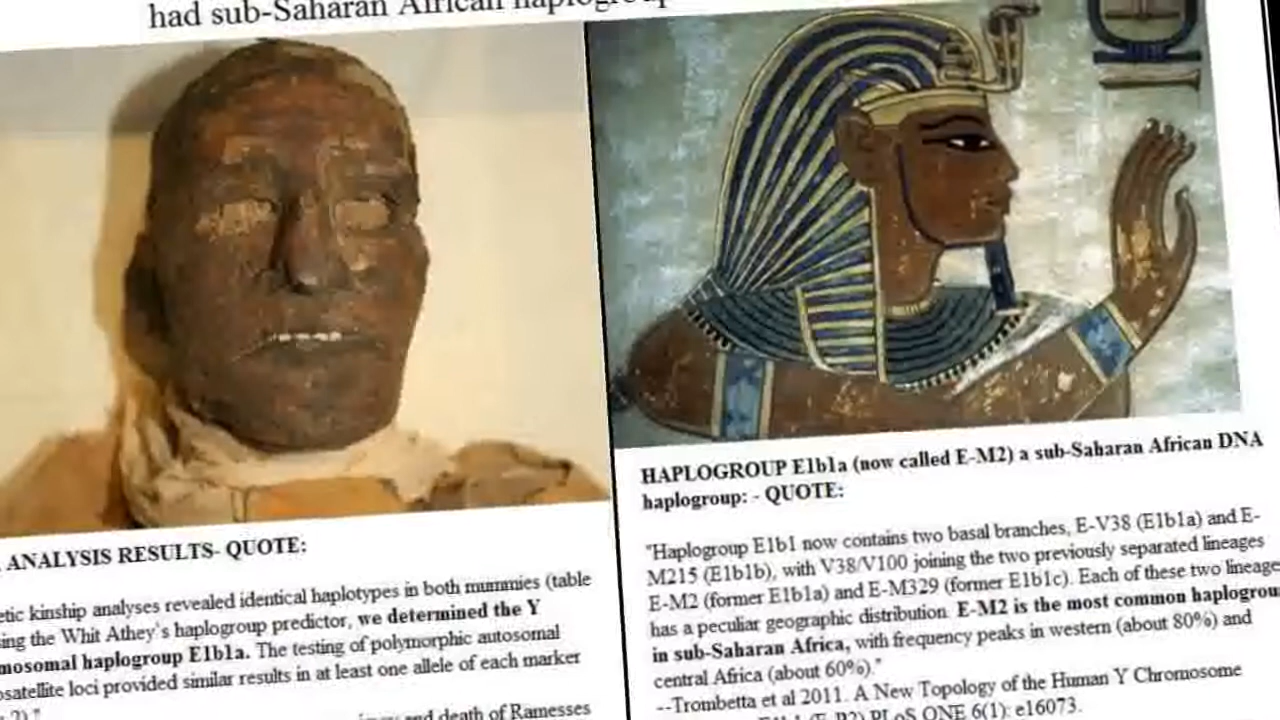 had sub-Saharan African haplogroup
ANALYSIS RESULTS- QUOTE:
etic kinship analyses revealed identical haplotypes in both mummies (table
ing the Whit Athey's haplogroup predictor, we determined the Y
mosomal haplogroup E1b1a. The testing of polymorphic autosomal
osatellite loci provided similar results in at least one allele of each marker
2)."
and death of Ramesses
HAPLOGROUP E1b1a (now called E-M2) a sub-Saharan African DNA
haplogroup: - QUOTE:
"Haplogroup E1b1 now contains two basal branches, E-V38 (E1b1a) and E-
M215 (E1b1b), with V38/V100 joining the two previously separated lineages
E-M2 (former E1b1a) and E-M329 (former E1b1c). Each of these two lineage
has a peculiar geographic distribution. E-M2 is the most common haplogrou
in sub-Saharan Africa, with frequency peaks in western (about 80%) and
central Africa (about 60%)."
--Trombetta et al 2011. A New Topology of the Human Y Chromosome
PLoS ONE 6(1): e16073.